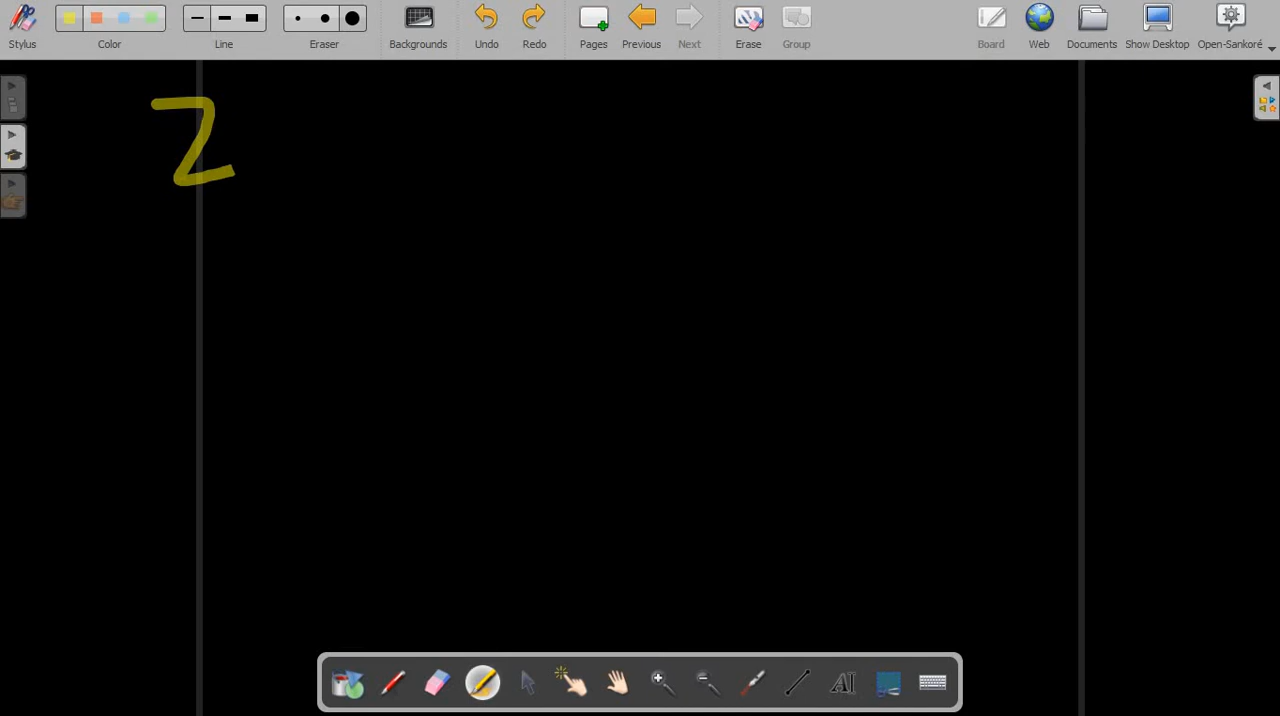 Stylus Color Line Eraser Backgrounds Undo Redo Pages Previous Next Erase Group Board Web Documents Show Desktop Open-Sankoré
Z
AI